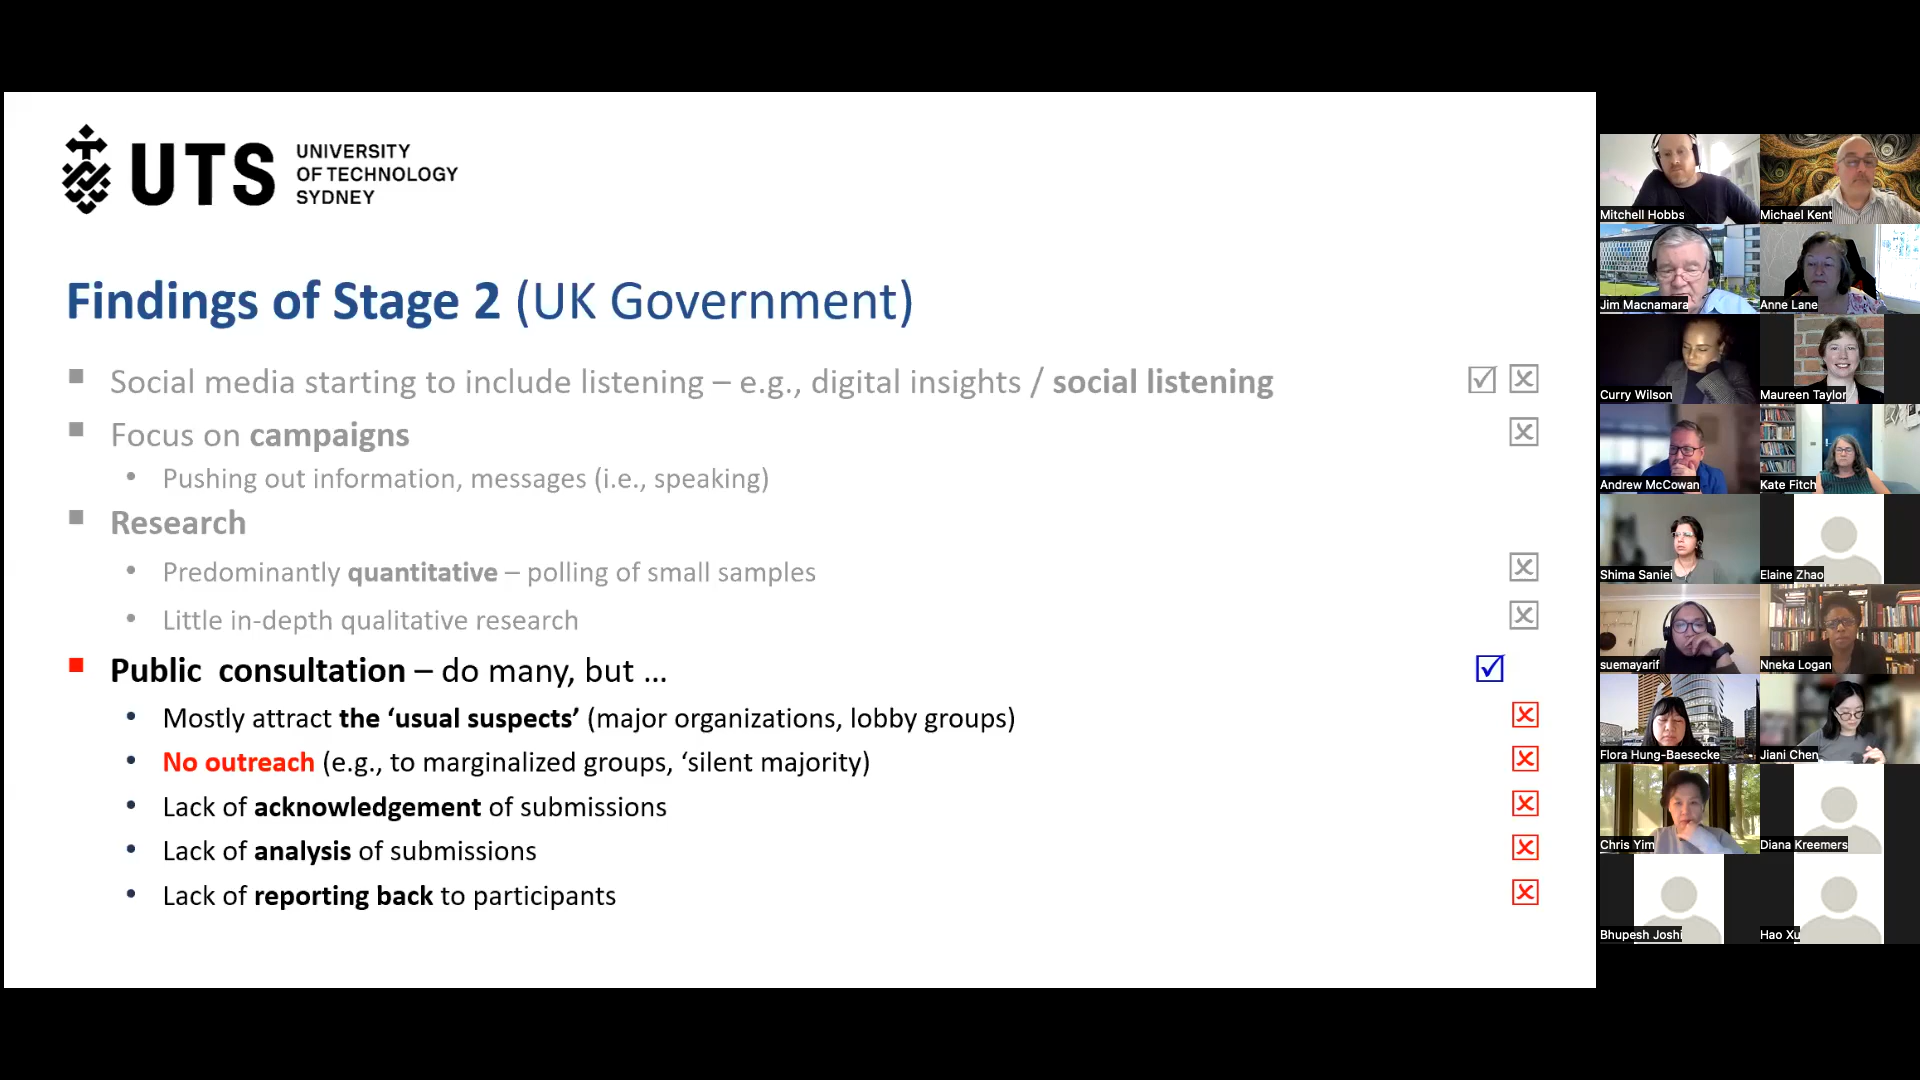 UTS
UNIVERSITY
OF TECHNOLOGY
SYDNEY
Findings of Stage 2 (UK Government)
Social media starting to include listening – e.g., digital insights / social listening
Focus on campaigns
Pushing out information, messages (i.e., speaking)
Research
Predominantly quantitative – polling of small samples
Little in-depth qualitative research
Public  consultation – do many, but ...
Mostly attract the ‘usual suspects’ (major organizations, lobby groups)
No outreach (e.g., to marginalized groups, ‘silent majority)
Lack of acknowledgement of submissions
Lack of analysis of submissions
Lack of reporting back to participants
Mitchell Hobbs
Michael Kent
Jim Macnamara
Anne Lane
Curry Wilson
Maureen Taylor
Andrew McCowan
Kate Fitch
Shima Saniei
Elaine Zhao
suemayarif
Nneka Logan
Flora Hung-Baesecke
Jiani Chen
Chris Yim
Diana Kreemers
Bhupesh Joshi
Hao Xu